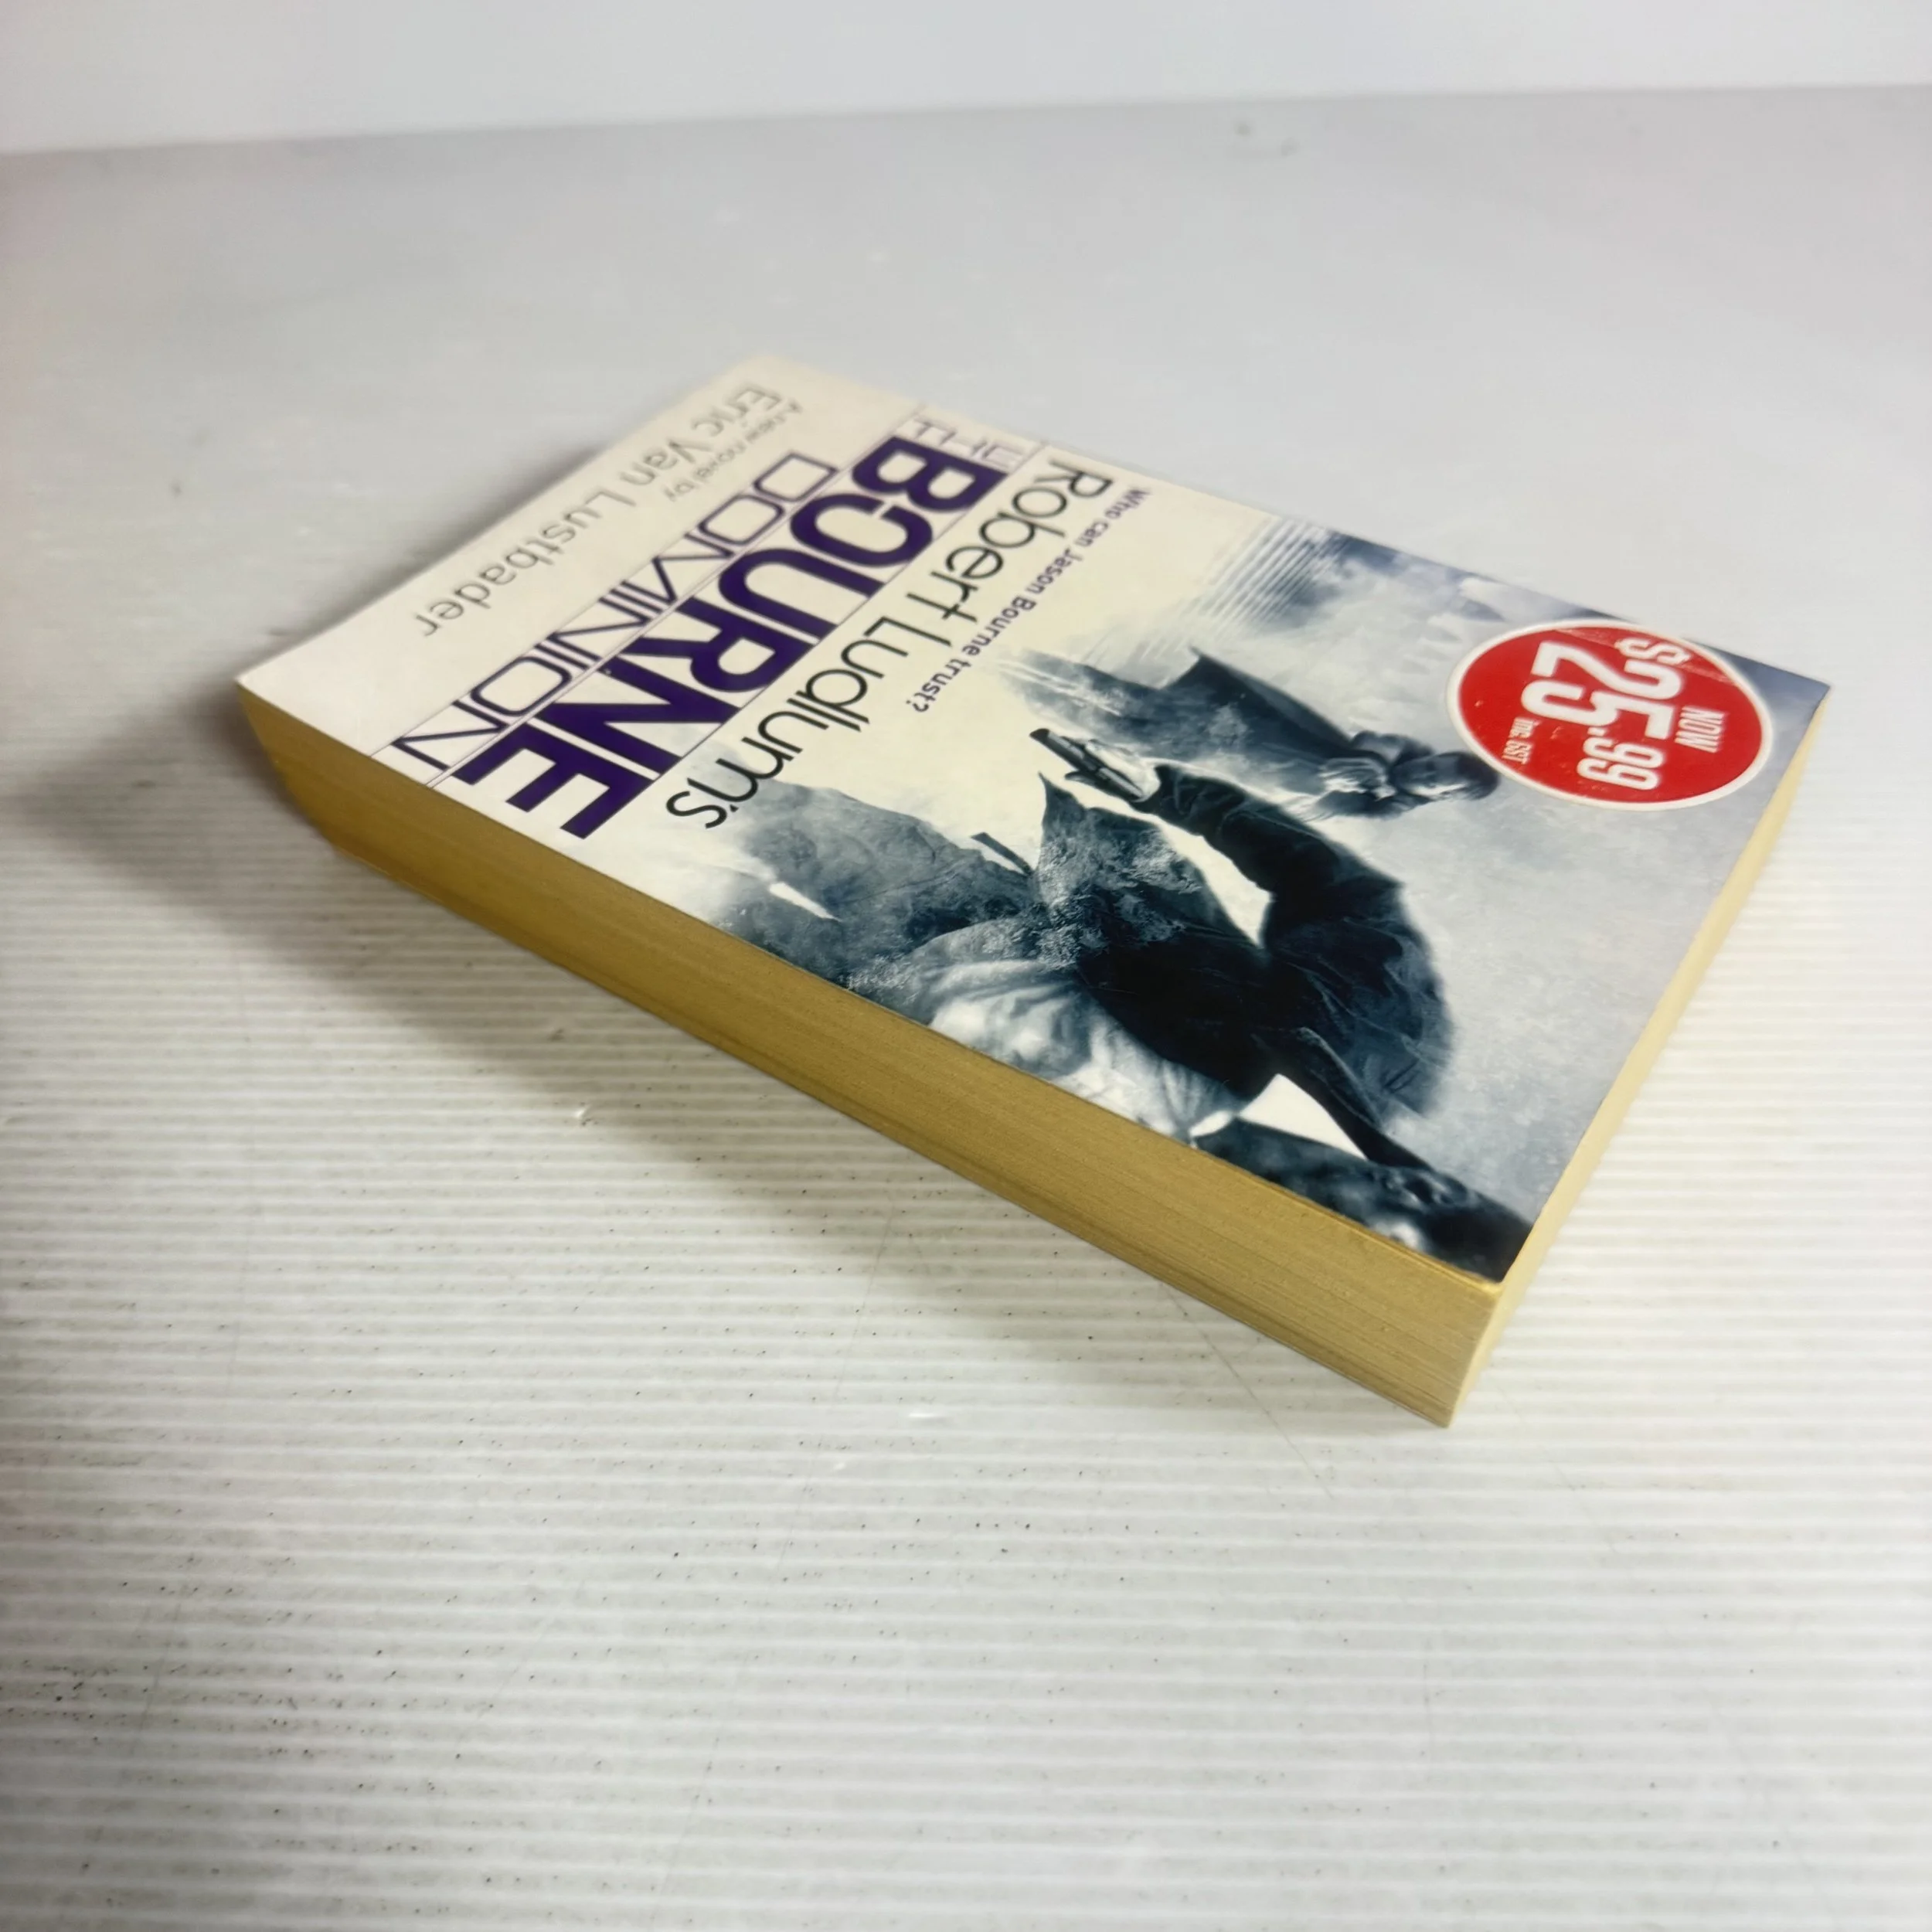 NOW
$25.99
inc. GST
Who can Jason Bourne trust?
Robert Ludlum's
THE
BOURNE
DOMINION
A new novel by
Eric Van Lustbader